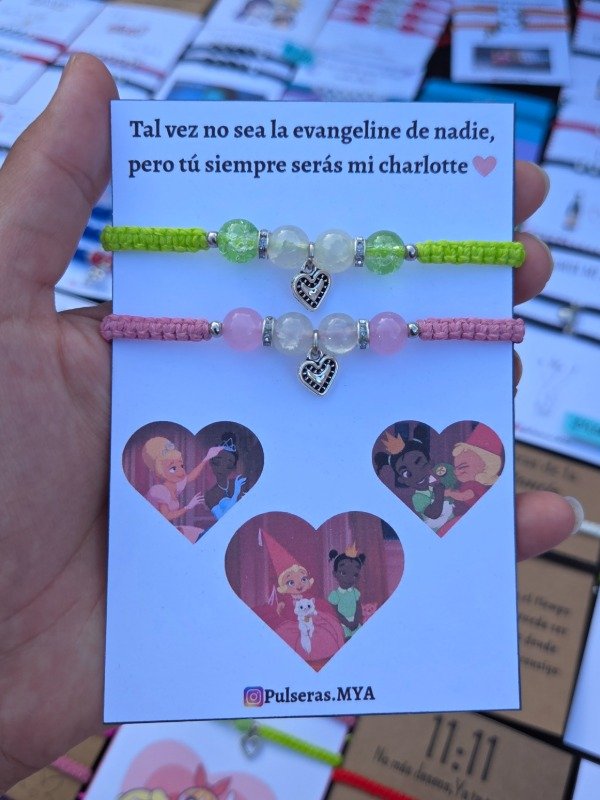 Tal vez no sea la evangeline de nadie,
pero tú siempre serás mi charlotte
Pulseras.MYA
11:11